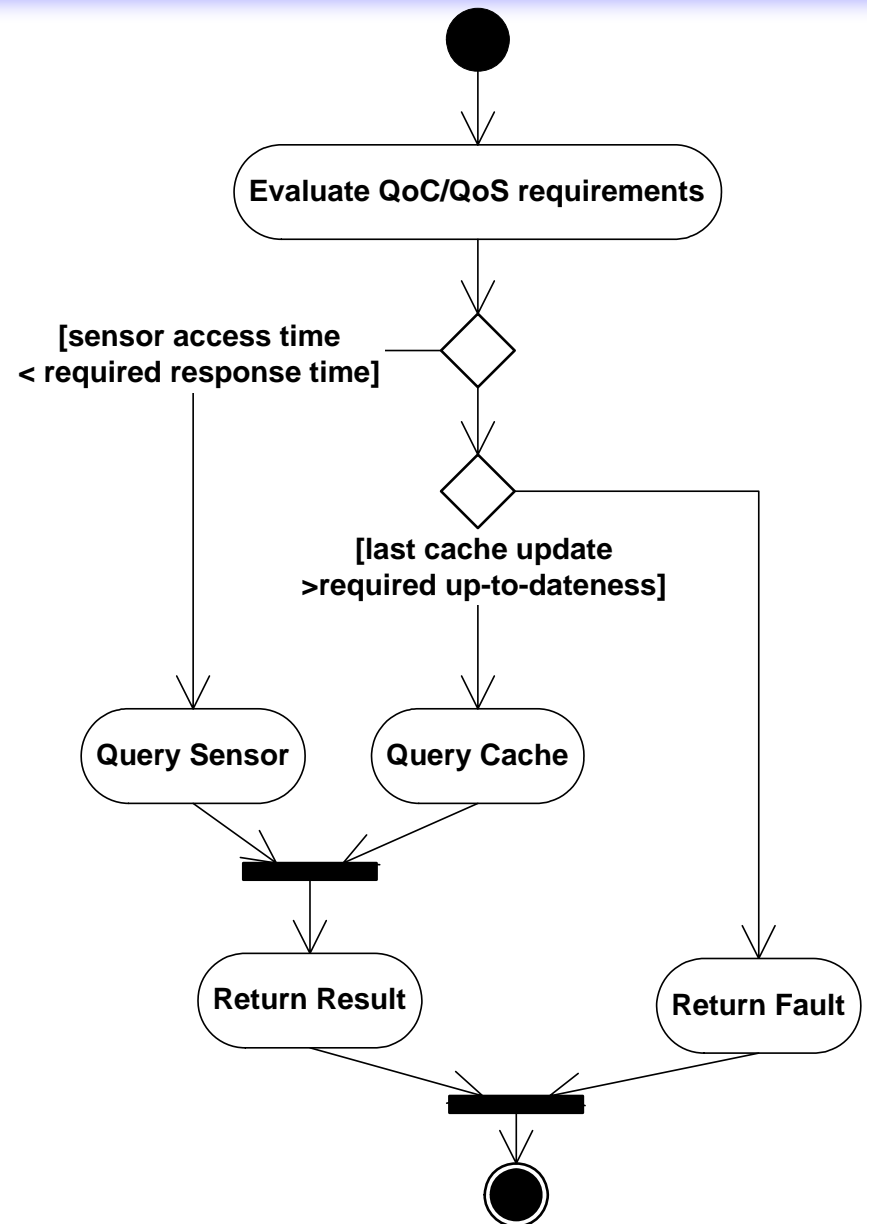 Evaluate QoC/QoS requirements
[sensor access time
< required response time]
[last cache update
>required up-to-dateness]
Query Sensor
Query Cache
Return Result
Return Fault